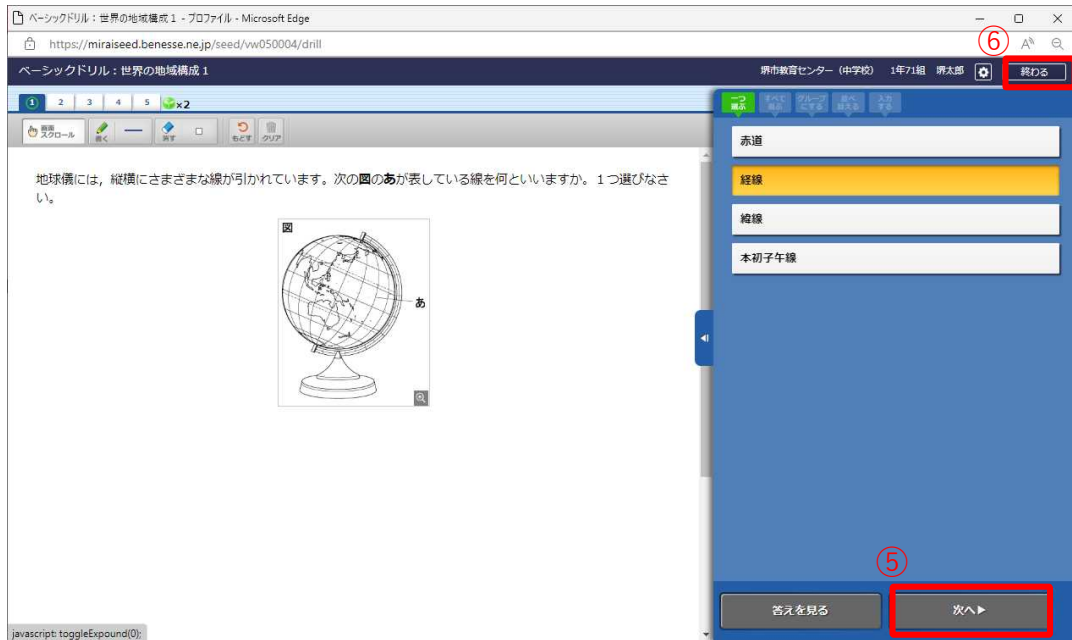 ベーシックドリル：世界の地域構成１ - プロファイル - Microsoft Edge
https://miraiseed.benesse.ne.jp/seed/vw050004/drill
⑥
ベーシックドリル：世界の地域構成１
堺市教育センター（中学校） 1年71組 堺太郎
終わる
1 2 3 4 5 ×2
一つ選ぶ すべて選ぶ グループにする 並べ替える 入力する
画面スクロール 書く 消す もどす クリア
地球儀には，縦横にさまざまな線が引かれています。次の図のあが表している線を何といいますか。１つ選びなさ
い。
図
あ
赤道
経線
緯線
本初子午線
⑤
答えを見る
次へ▶
javascript: toggleExpound(0);